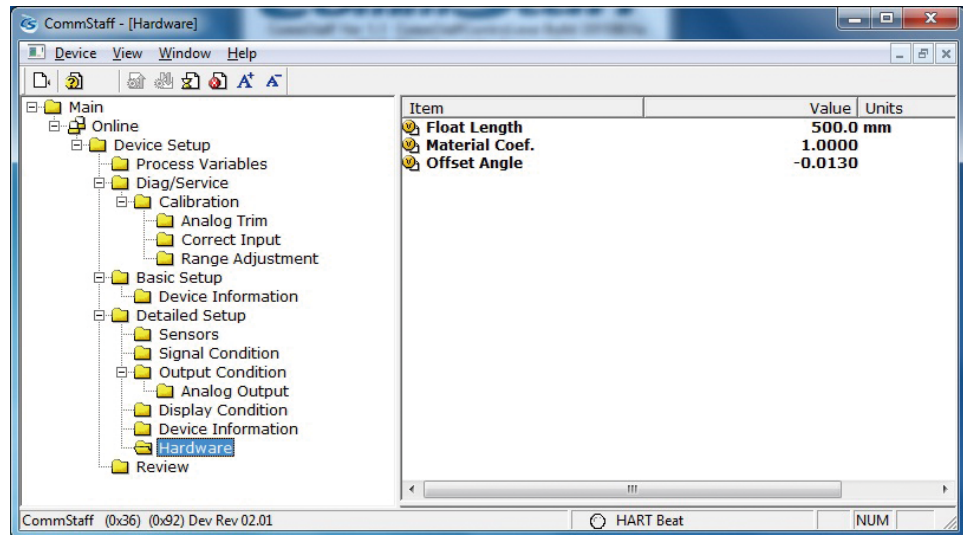 CommStaff - [Hardware]
Device View Window Help
Main
Online
Device Setup
Process Variables
Diag/Service
Calibration
Analog Trim
Correct Input
Range Adjustment
Basic Setup
Device Information
Detailed Setup
Sensors
Signal Condition
Output Condition
Analog Output
Display Condition
Device Information
Hardware
Review
Item Value Units
Float Length 500.0 mm
Material Coef. 1.0000
Offset Angle -0.0130
CommStaff (0x36) (0x92) Dev Rev 02.01 HART Beat NUM